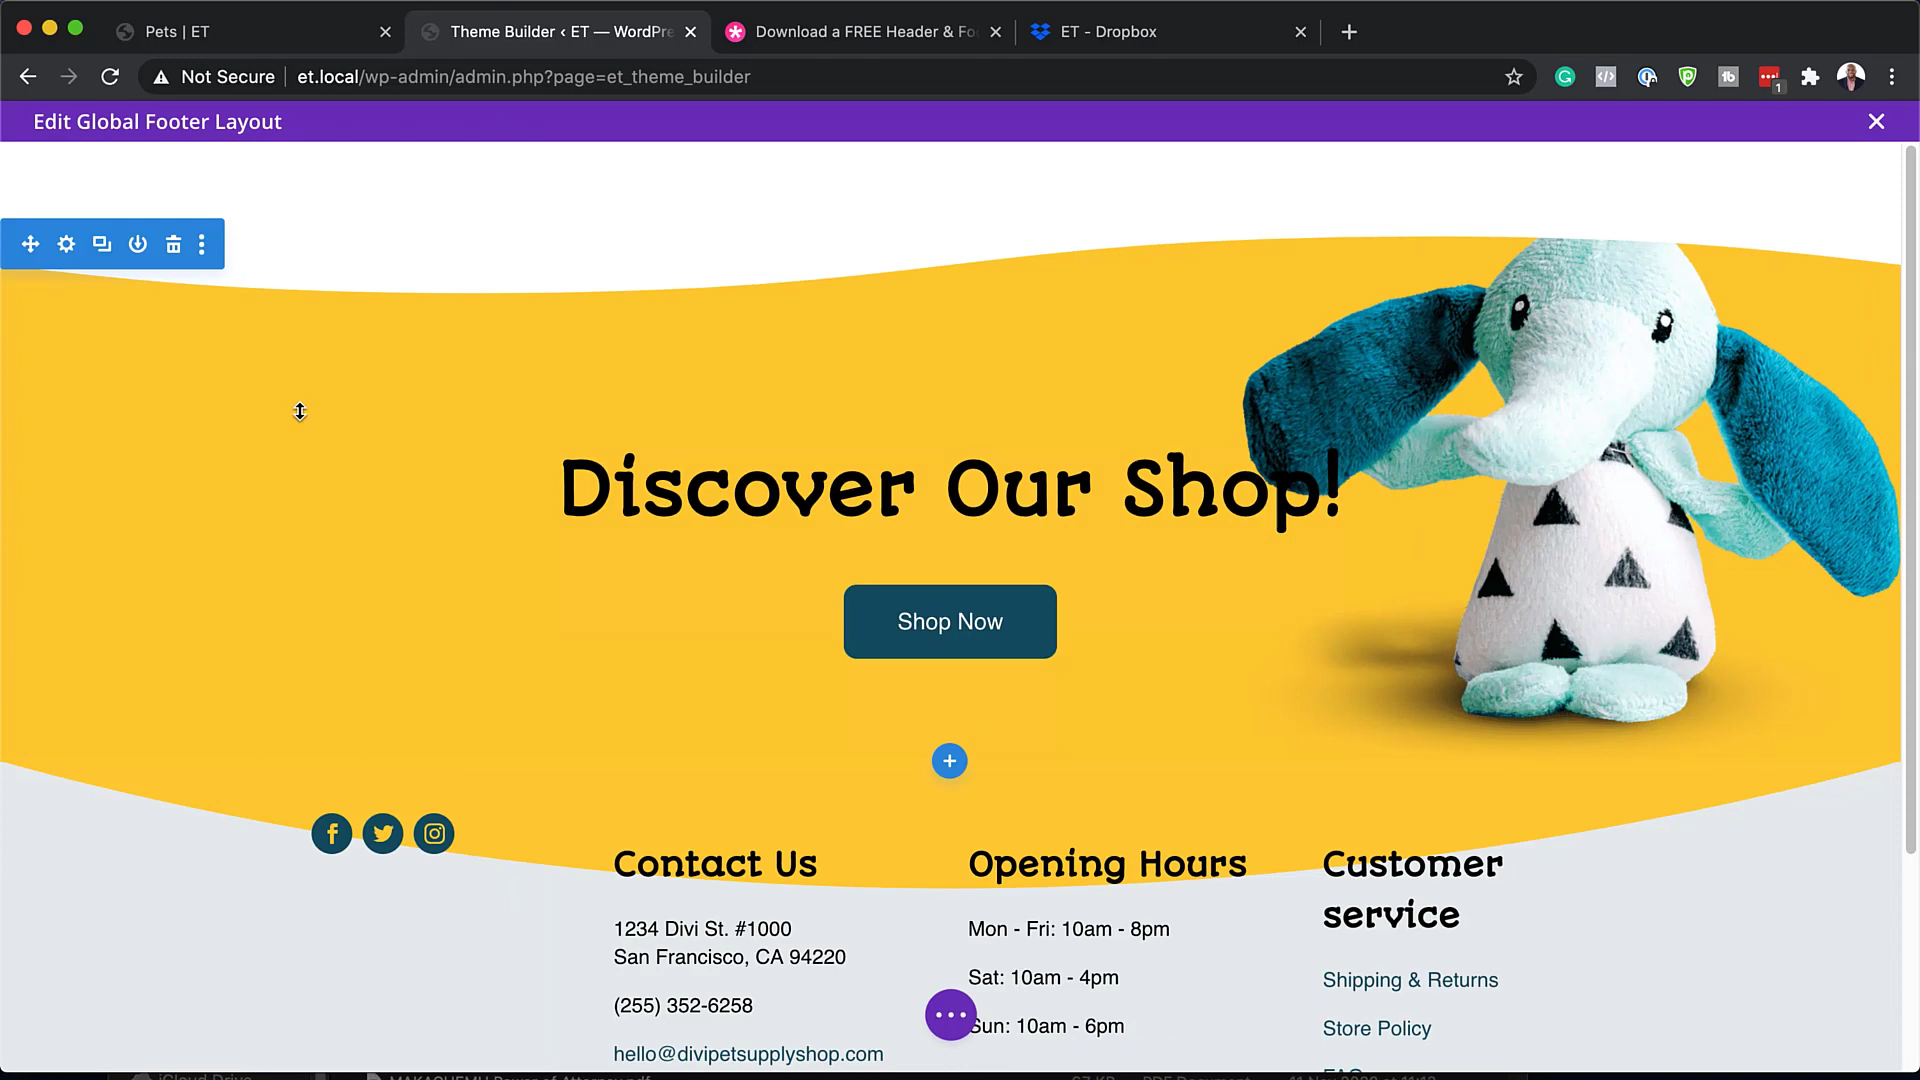 Pets | ET
Theme Builder ‹ ET — WordPre
Download a FREE Header & Fo
ET - Dropbox
Not Secure
et.local/wp-admin/admin.php?page=et_theme_builder
1
Edit Global Footer Layout
Discover Our Shop!
Shop Now
Contact Us
1234 Divi St. #1000
San Francisco, CA 94220
(255) 352-6258
hello@divipetsupplyshop.com
Opening Hours
Mon - Fri: 10am - 8pm
Sat: 10am - 4pm
Sun: 10am - 6pm
Customer
service
Shipping & Returns
Store Policy